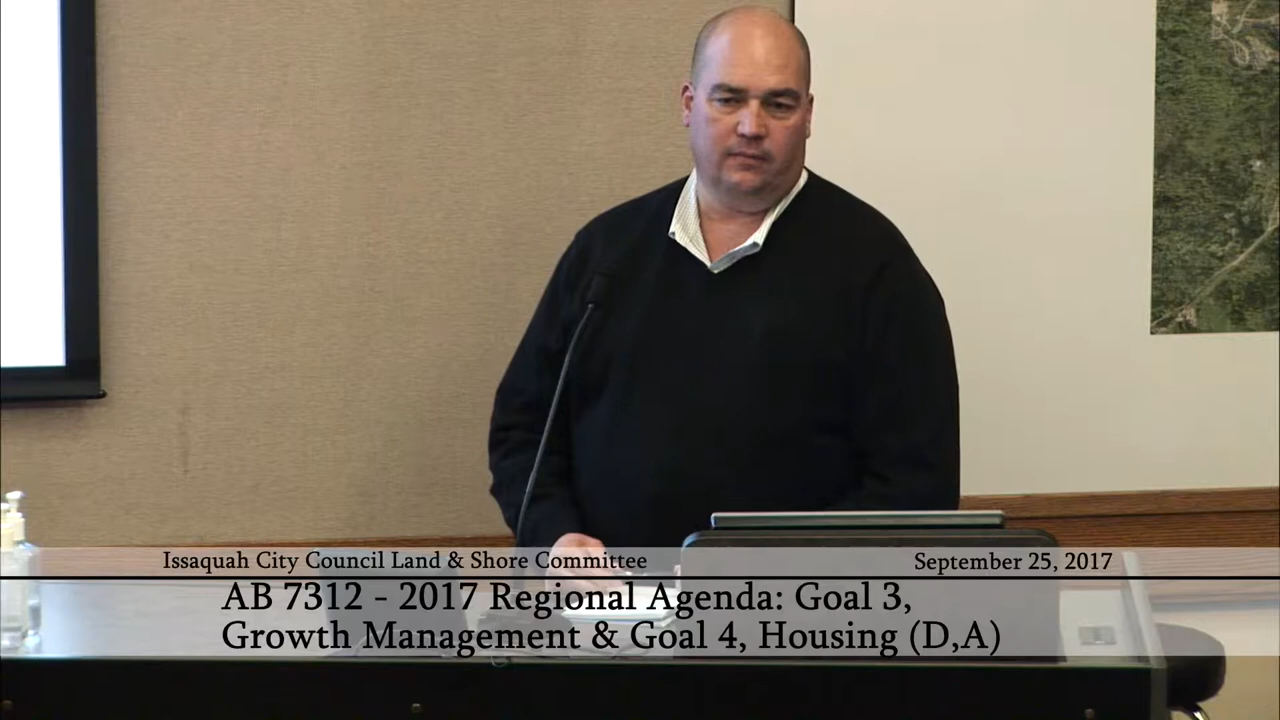 Issaquah City Council Land & Shore Committee
September 25, 2017
AB 7312 - 2017 Regional Agenda: Goal 3,
Growth Management & Goal 4, Housing (D,A)